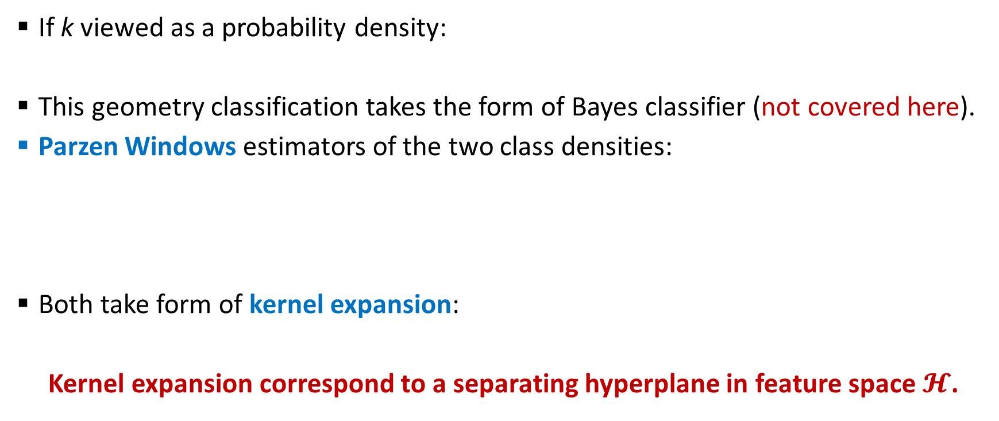 ▪ If k viewed as a probability density:
▪ This geometry classification takes the form of Bayes classifier (not covered here).
▪ Parzen Windows estimators of the two class densities:
▪ Both take form of kernel expansion:
Kernel expansion correspond to a separating hyperplane in feature space ℋ.